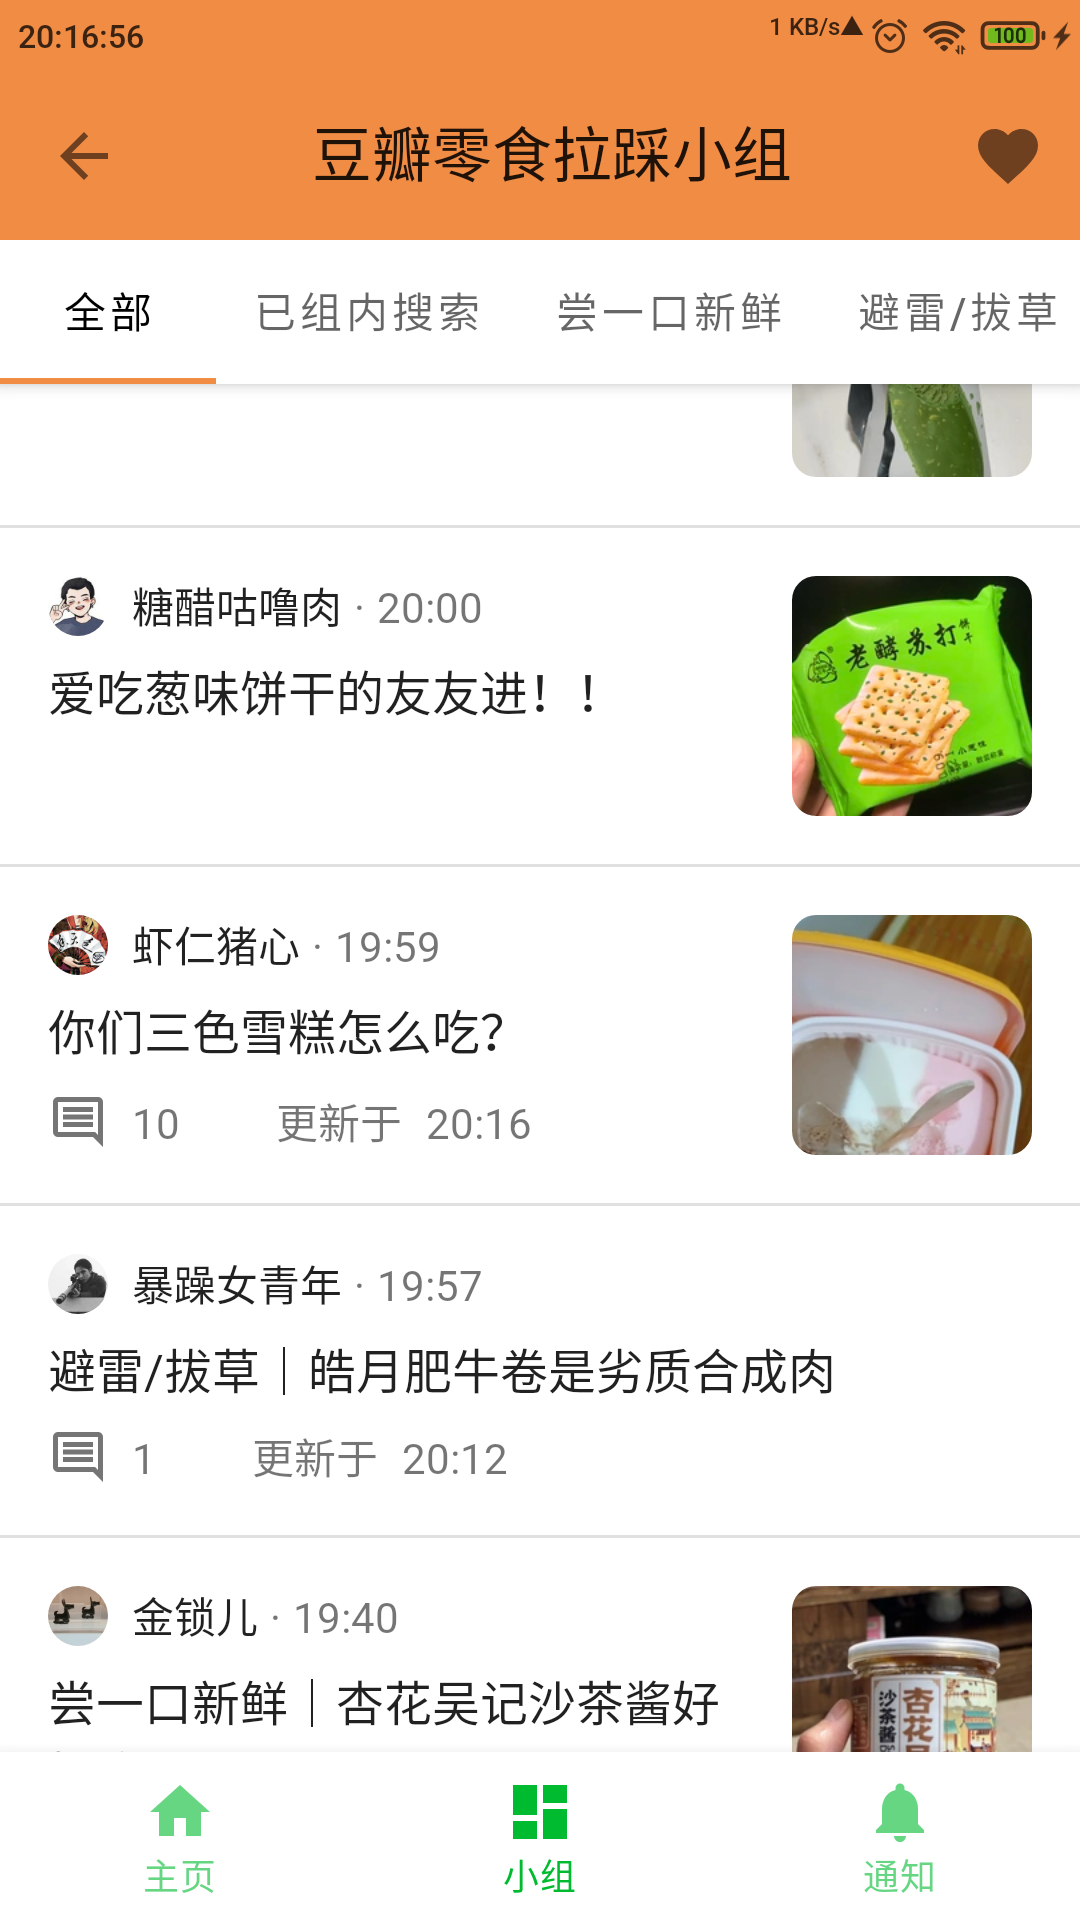 20:16:56
1 KB/s
100
豆瓣零食拉踩小组
全部
已组内搜索
尝一口新鲜
避雷/拔草
糖醋咕噜肉 · 20:00
爱吃葱味饼干的友友进！！
老酵苏打
饼干
小葱味
虾仁猪心 · 19:59
你们三色雪糕怎么吃？
10
更新于 20:16
暴躁女青年 · 19:57
避雷/拔草｜皓月肥牛卷是劣质合成肉
1
更新于 20:12
金锁儿 · 19:40
尝一口新鲜｜杏花吴记沙茶酱好
沙茶酱
杏花
主页
小组
通知